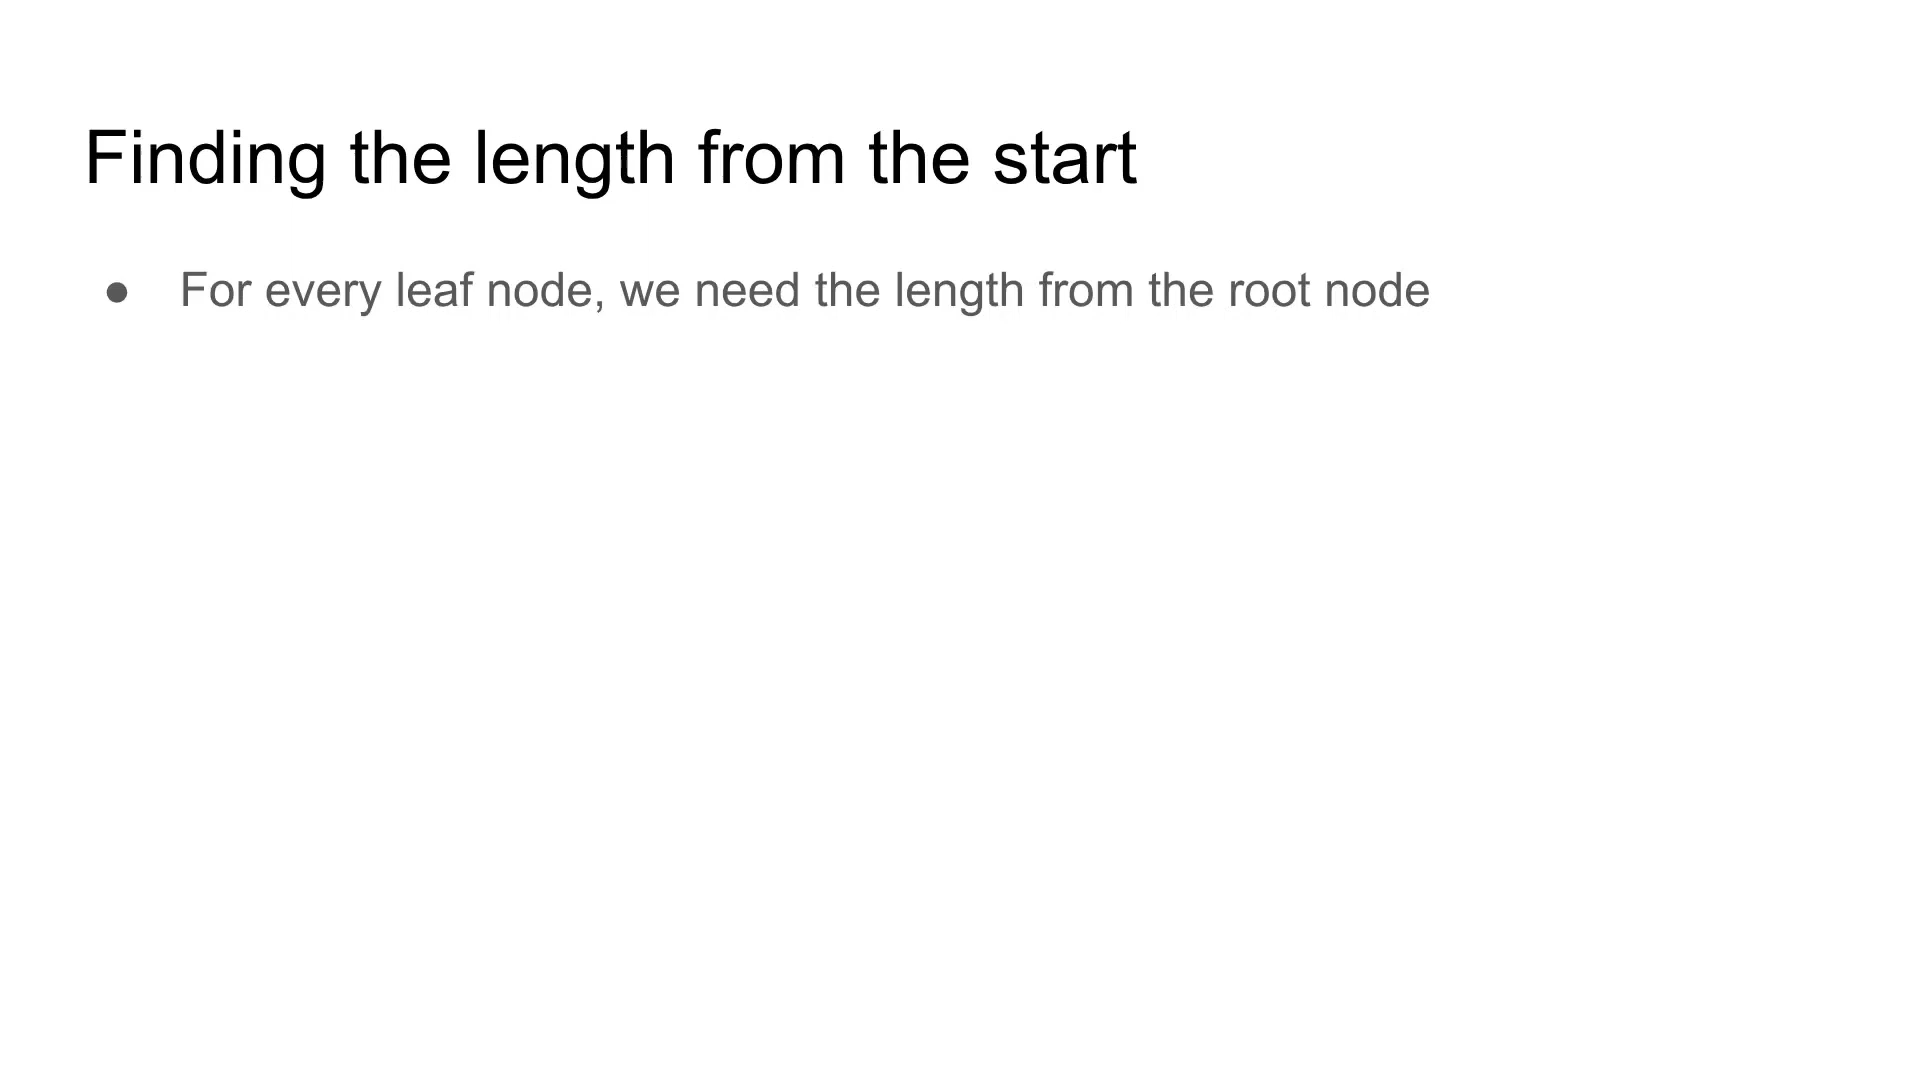 Finding the length from the start
● For every leaf node, we need the length from the root node